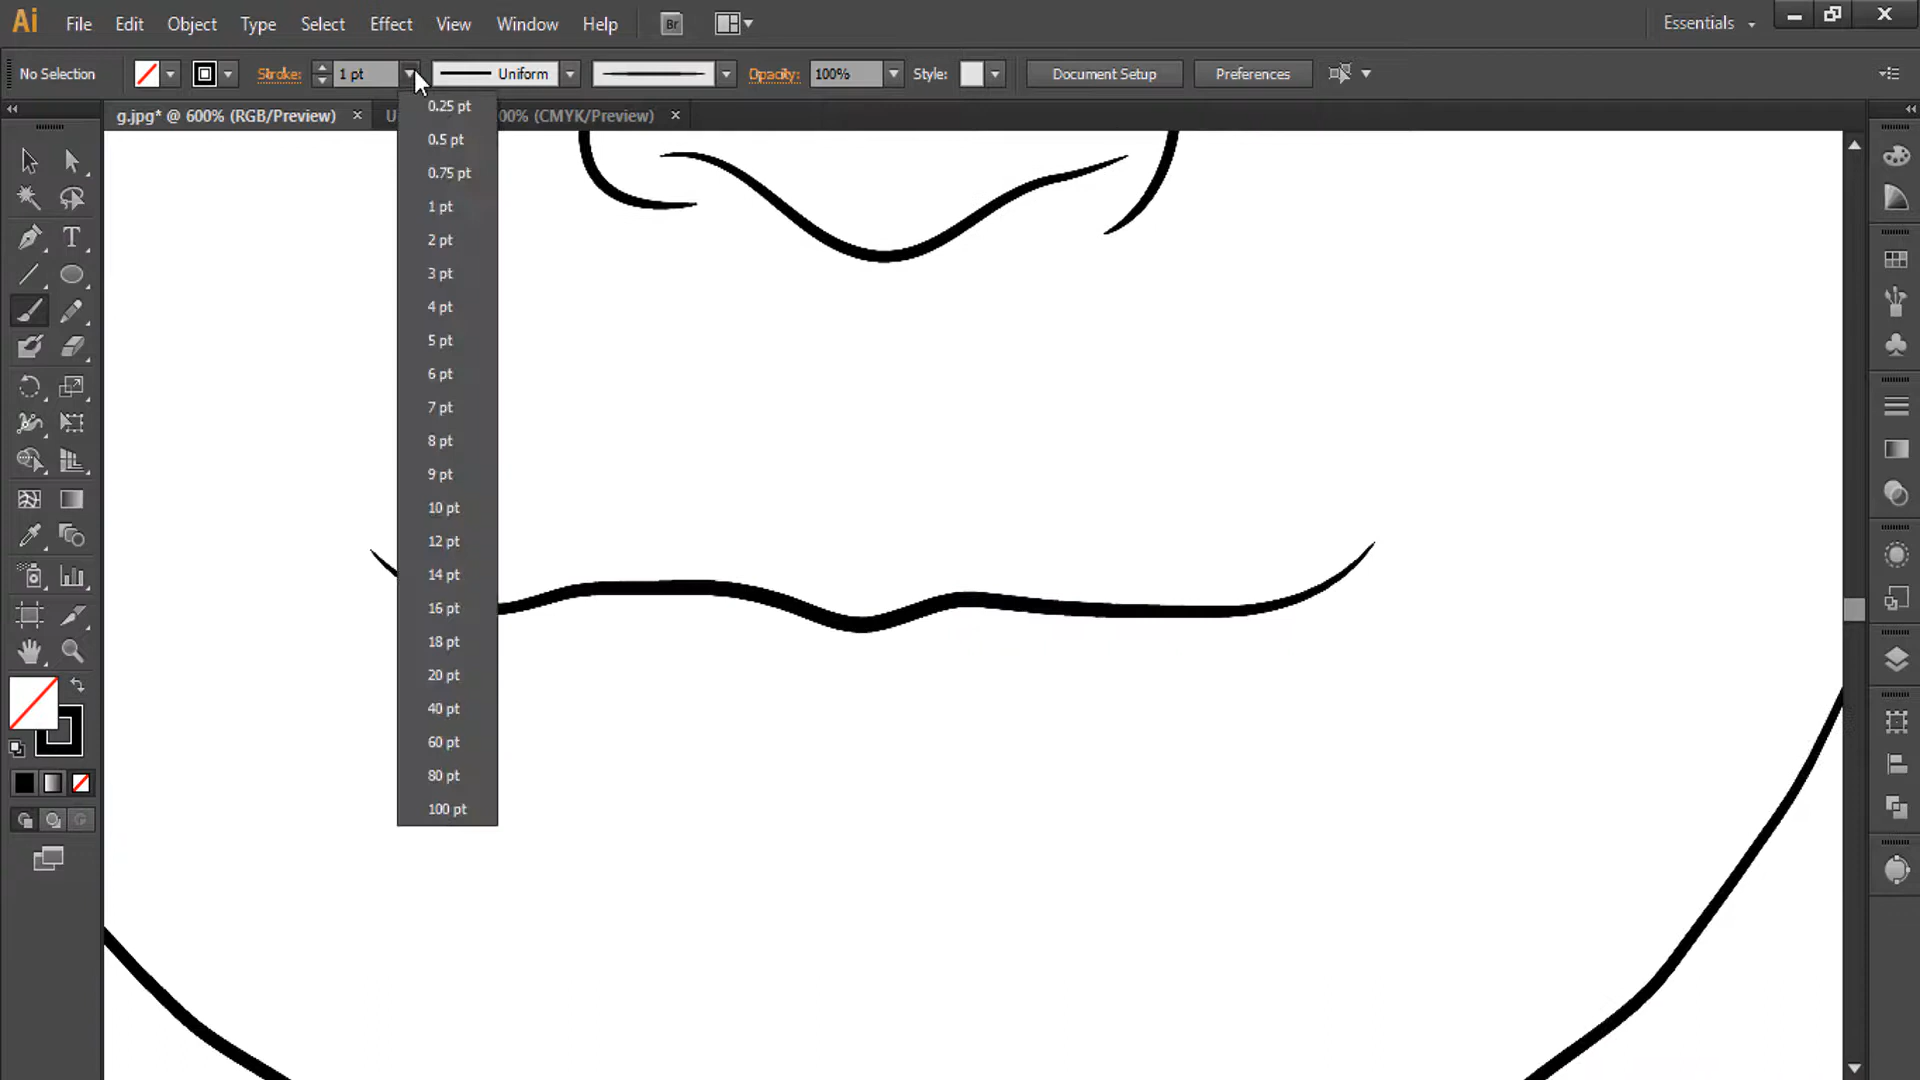 Ai File Edit Object Type Select Effect View Window Help Br Essentials
No Selection Stroke: 1 pt Uniform Opacity: 100% Style: Document Setup Preferences
g.jpg* @ 600% (RGB/Preview) × U 00% (CMYK/Preview) ×
0.25 pt
0.5 pt
0.75 pt
1 pt
2 pt
3 pt
4 pt
5 pt
6 pt
7 pt
8 pt
9 pt
10 pt
12 pt
14 pt
16 pt
18 pt
20 pt
40 pt
60 pt
80 pt
100 pt